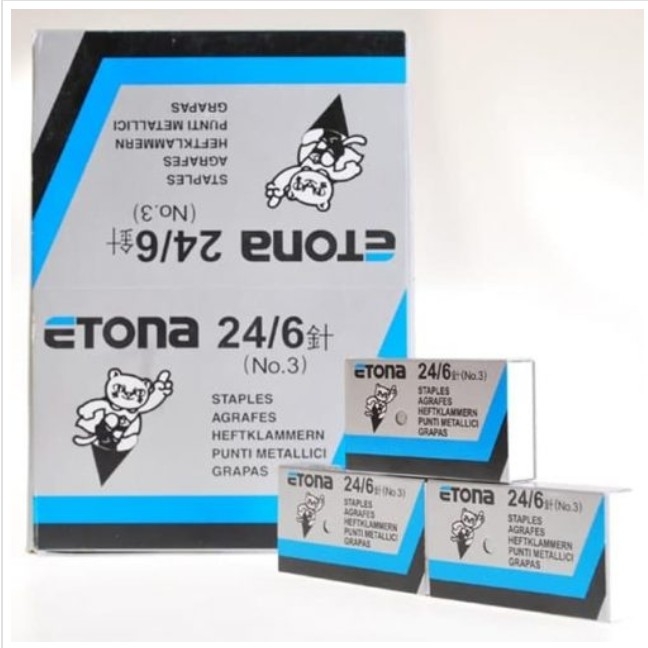 STAPLES
AGRAFES
HEFTKLAMMERN
PUNTI METALLICI
GRAPAS
ETONA 24/6針
(No.3)
ETONA 24/6針
(No.3)
STAPLES
AGRAFES
HEFTKLAMMERN
PUNTI METALLICI
GRAPAS
ETONA 24/6針(No.3)
STAPLES
AGRAFES
HEFTKLAMMERN
PUNTI METALLICI
GRAPAS
ETONA 24/6針(No.3)
STAPLES
AGRAFES
HEFTKLAMMERN
PUNTI METALLICI
GRAPAS
ETONA 24/6針(No.3)
STAPLES
AGRAFES
HEFTKLAMMERN
PUNTI METALLICI
GRAPAS